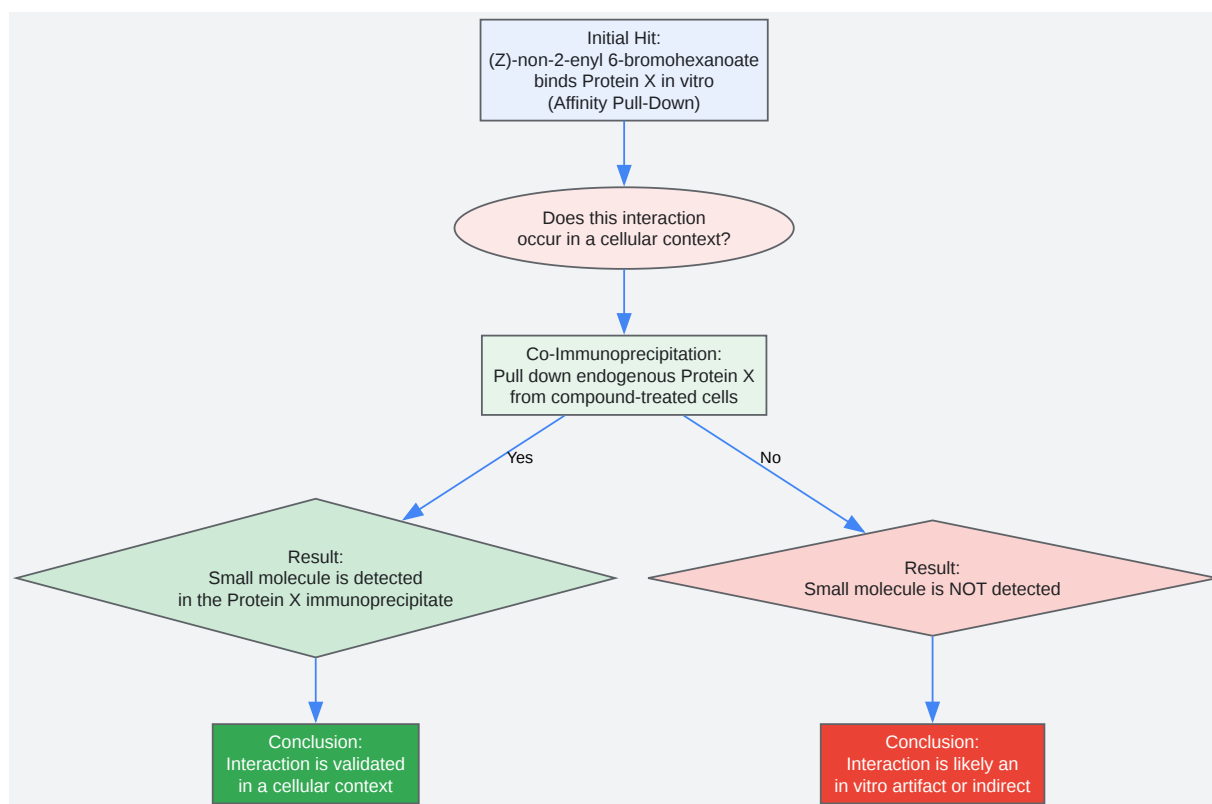 Initial Hit:
(Z)-non-2-enyl 6-bromohexanoate
binds Protein X in vitro
(Affinity Pull-Down)
Does this interaction
occur in a cellular context?
Co-Immunoprecipitation:
Pull down endogenous Protein X
from compound-treated cells
Yes
No
Result:
Small molecule is detected
in the Protein X immunoprecipitate
Result:
Small molecule is NOT detected
Conclusion:
Interaction is validated
in a cellular context
Conclusion:
Interaction is likely an
in vitro artifact or indirect